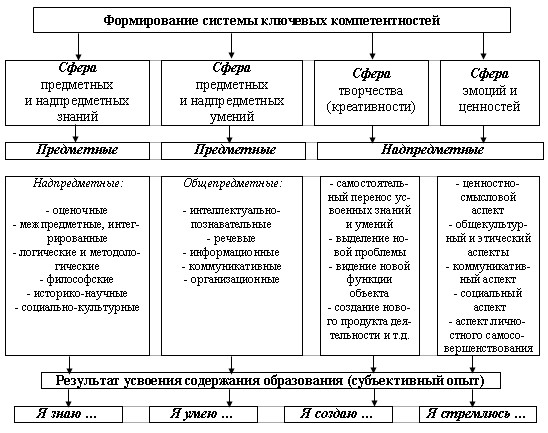 Формирование системы ключевых компетентностей
Сфера
предметных
и надпредметных
знаний
Сфера
предметных
и надпредметных
умений
Сфера
творчества
(креативности)
Сфера
эмоций и
ценностей
Предметные
Предметные
Надпредметные
Надпредметные:
- оценочные
- межпредметные, интег-
рированные
- логические и методоло-
гические
- философские
- историко-научные
- социально-культурные
Общепредметные:
- интеллектуально-
познавательные
- речевые
- информационные
- коммуникативные
- организационные
- самостоятель-
ный перенос ус-
военных знаний
и умений
- выделение но-
вой проблемы
- видение новой
функции
объекта
- создание ново-
го продукта дея-
тельности и т.д.
- ценностно-
смысловой
аспект
- общекультур-
ный и этический
аспекты
- коммуникатив-
ный аспект
- социальный
аспект
- аспект лично-
стного самосо-
вершенствования
Результат усвоения содержания образования (субъективный опыт)
Я знаю ...
Я умею ...
Я создаю ...
Я стремлюсь ...